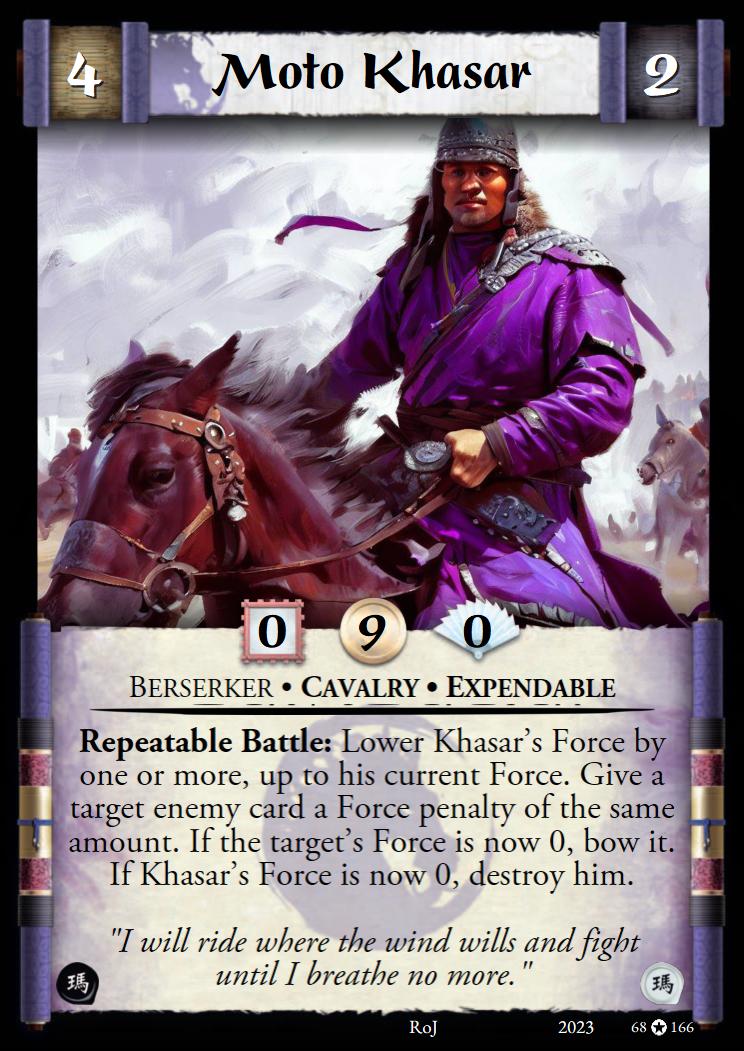 4 Moto Khasar 2
0 9 0
Berserker • Cavalry • Expendable
Repeatable Battle: Lower Khasar's Force by
one or more, up to his current Force. Give a
target enemy card a Force penalty of the same
amount. If the target's Force is now 0, bow it.
If Khasar's Force is now 0, destroy him.
"I will ride where the wind wills and fight
until I breathe no more."
瑪 瑪
RoJ 2023 68 ✪ 166